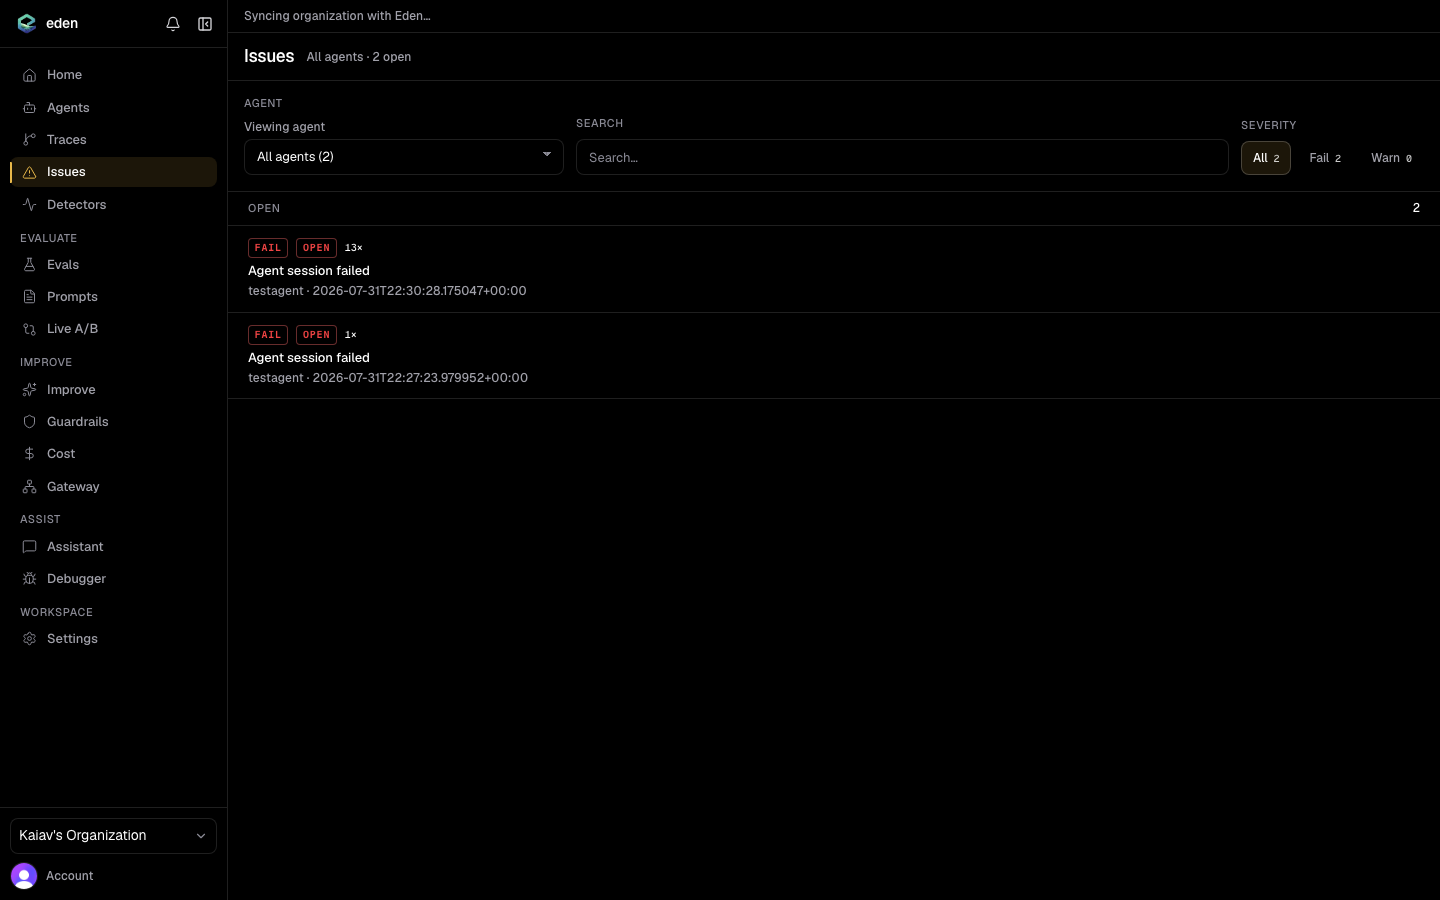 eden
Home
Agents
Traces
Issues
Detectors
EVALUATE
Evals
Prompts
Live A/B
IMPROVE
Improve
Guardrails
Cost
Gateway
ASSIST
Assistant
Debugger
WORKSPACE
Settings
Kaiav's Organization
Account
Syncing organization with Eden…
Issues All agents · 2 open
AGENT
Viewing agent
All agents (2)
SEARCH
Search…
SEVERITY
All 2 Fail 2 Warn 0
OPEN 2
FAIL OPEN 13×
Agent session failed
testagent · 2026-07-31T22:30:28.175047+00:00
FAIL OPEN 1×
Agent session failed
testagent · 2026-07-31T22:27:23.979952+00:00